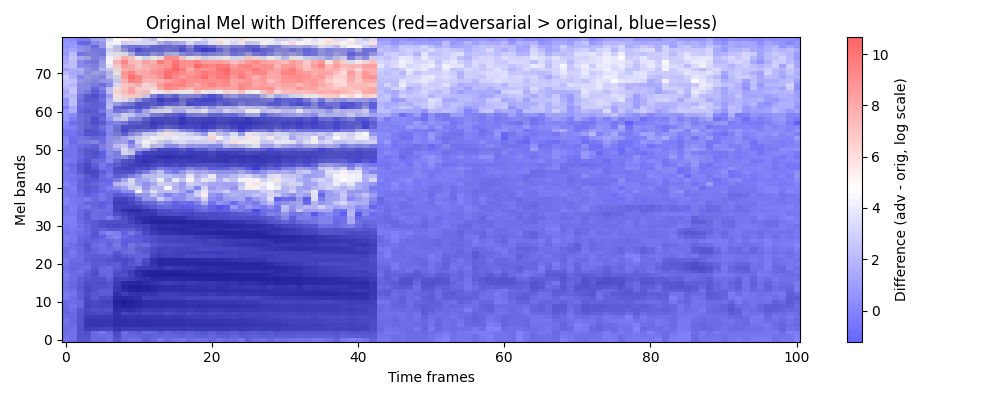 Original Mel with Differences (red=adversarial > original, blue=less)
Mel bands
70
60
50
40
30
20
10
0
0 20 40 60 80 100
Time frames
10
8
6
4
2
0
Difference (adv - orig, log scale)